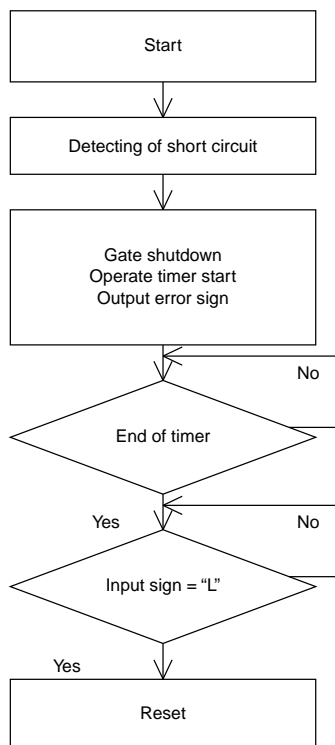 Start
Detecting of short circuit
Gate shutdown
Operate timer start
Output error sign
No
End of timer
Yes
No
Input sign = “L”
Yes
Reset